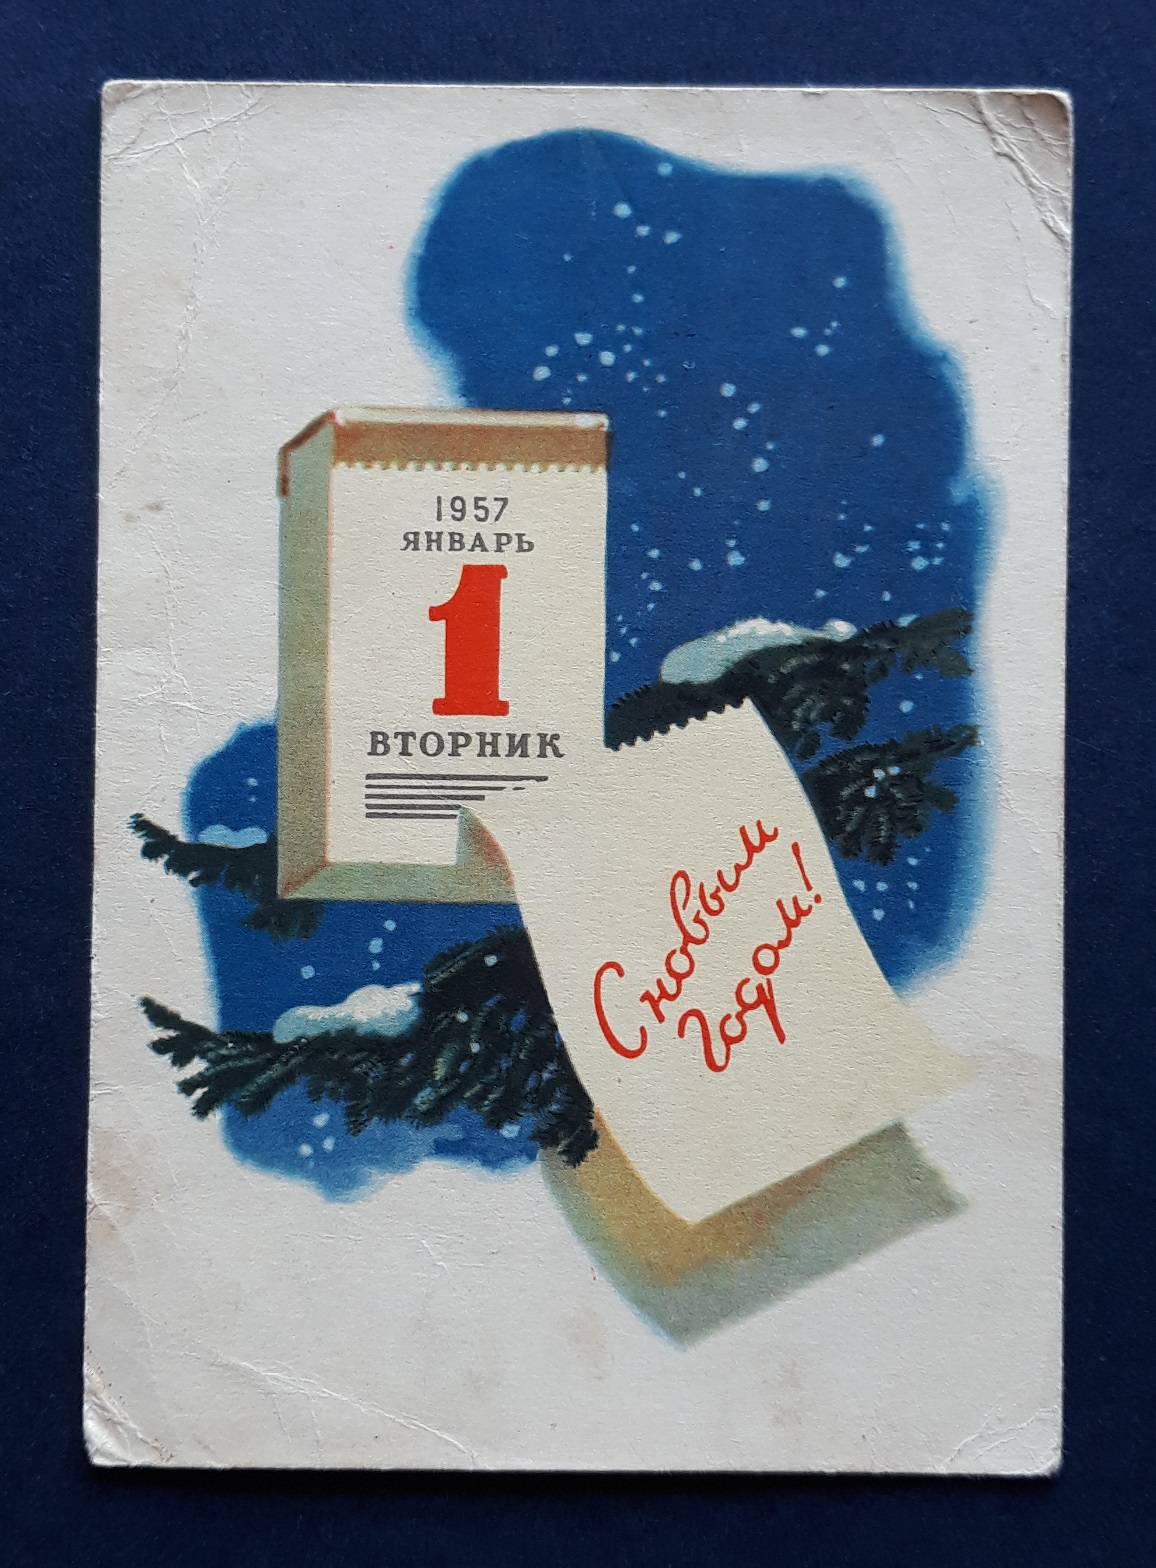 1957
ЯНВАРЬ
1
ВТОРНИК
С новым
годом!